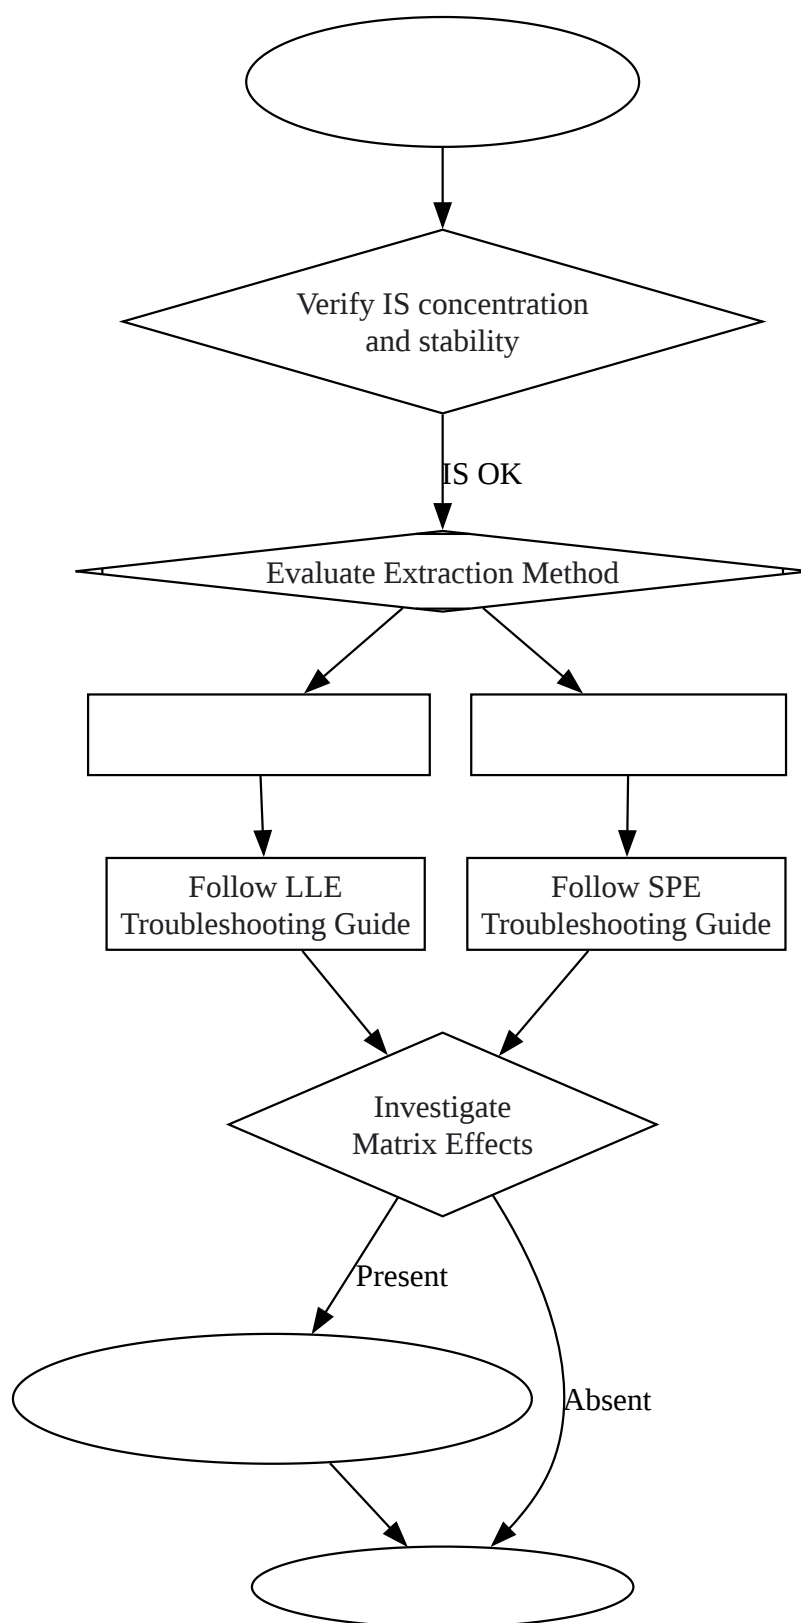 Verify IS concentration
and stability
IS OK
Evaluate Extraction Method
Follow LLE
Troubleshooting Guide
Follow SPE
Troubleshooting Guide
Investigate
Matrix Effects
Present
Absent